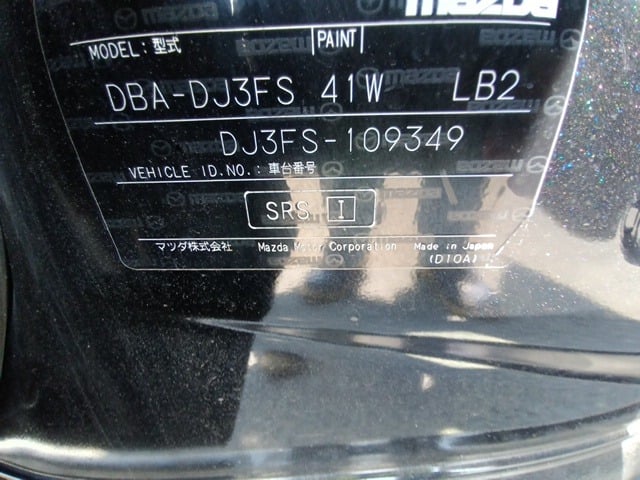 mazda
MODEL: 型式 PAINT
DBA-DJ3FS 41W LB2
DJ3FS-109349
VEHICLE ID.NO.: 車台番号
SRS I
マツダ株式会社 Mazda Motor Corporation Made in Japan
(D10A)